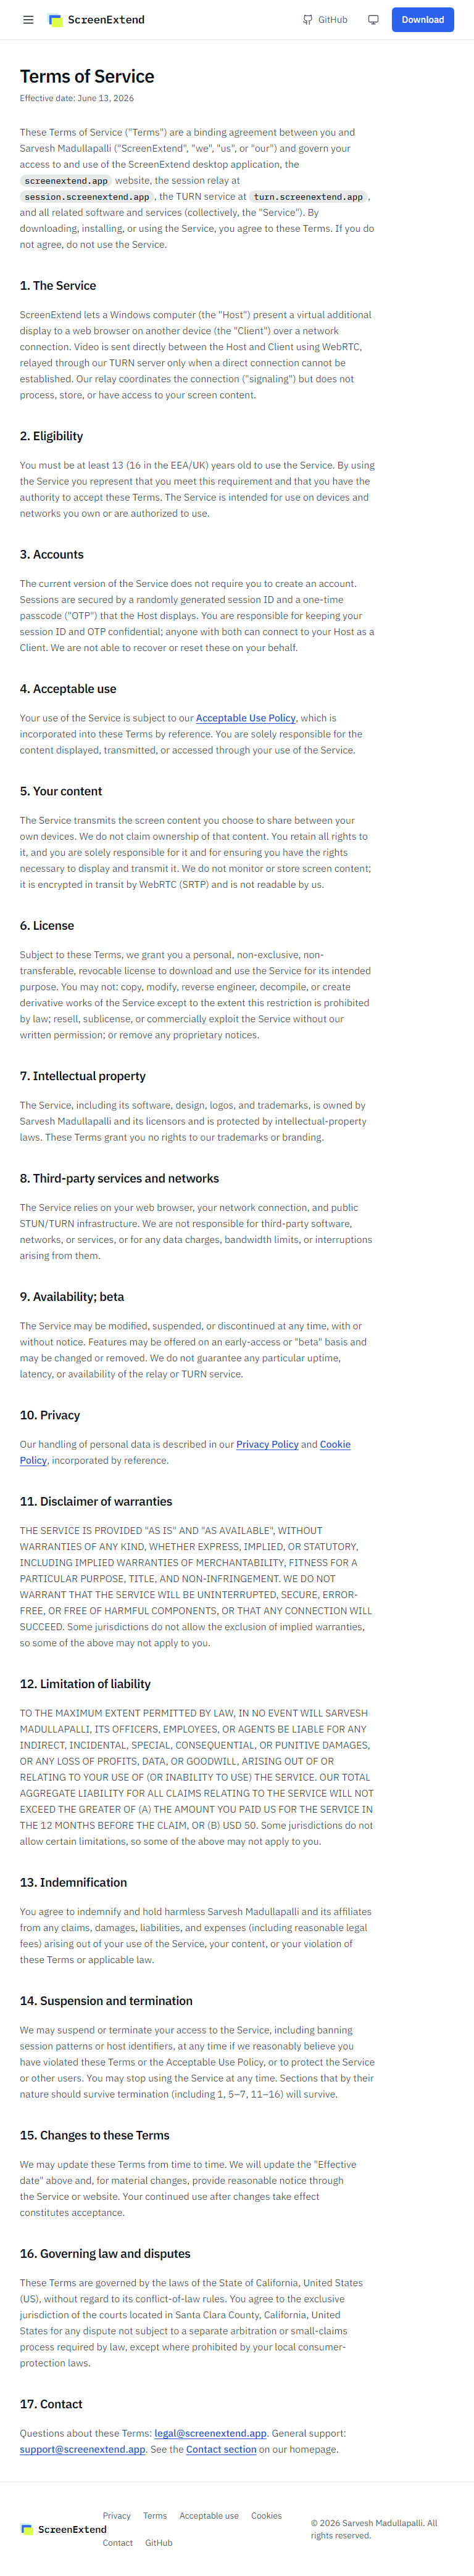 ScreenExtend
GitHub
Download
Terms of Service
Effective date: June 13, 2026
These Terms of Service ("Terms") are a binding agreement between you and
Sarvesh Madullapalli ("ScreenExtend", "we", "us", or "our") and govern your
access to and use of the ScreenExtend desktop application, the
screenextend.app website, the session relay at
session.screenextend.app, the TURN service at turn.screenextend.app,
and all related software and services (collectively, the "Service"). By
downloading, installing, or using the Service, you agree to these Terms. If you do
not agree, do not use the Service.
1. The Service
ScreenExtend lets a Windows computer (the "Host") present a virtual additional
display to a web browser on another device (the "Client") over a network
connection. Video is sent directly between the Host and Client using WebRTC,
relayed through our TURN server only when a direct connection cannot be
established. Our relay coordinates the connection ("signaling") but does not
process, store, or have access to your screen content.
2. Eligibility
You must be at least 13 (16 in the EEA/UK) years old to use the Service. By using
the Service you represent that you meet this requirement and that you have the
authority to accept these Terms. The Service is intended for use on devices and
networks you own or are authorized to use.
3. Accounts
The current version of the Service does not require you to create an account.
Sessions are secured by a randomly generated session ID and a one-time
passcode ("OTP") that the Host displays. You are responsible for keeping your
session ID and OTP confidential; anyone with both can connect to your Host as a
Client. We are not able to recover or reset these on your behalf.
4. Acceptable use
Your use of the Service is subject to our Acceptable Use Policy, which is
incorporated into these Terms by reference. You are solely responsible for the
content displayed, transmitted, or accessed through your use of the Service.
5. Your content
The Service transmits the screen content you choose to share between your
own devices. We do not claim ownership of that content. You retain all rights to
it, and you are solely responsible for it and for ensuring you have the rights
necessary to display and transmit it. We do not monitor or store screen content;
it is encrypted in transit by WebRTC (SRTP) and is not readable by us.
6. License
Subject to these Terms, we grant you a personal, non-exclusive, non-
transferable, revocable license to download and use the Service for its intended
purpose. You may not: copy, modify, reverse engineer, decompile, or create
derivative works of the Service except to the extent this restriction is prohibited
by law; resell, sublicense, or commercially exploit the Service without our
written permission; or remove any proprietary notices.
7. Intellectual property
The Service, including its software, design, logos, and trademarks, is owned by
Sarvesh Madullapalli and its licensors and is protected by intellectual-property
laws. These Terms grant you no rights to our trademarks or branding.
8. Third-party services and networks
The Service relies on your web browser, your network connection, and public
STUN/TURN infrastructure. We are not responsible for third-party software,
networks, or services, or for any data charges, bandwidth limits, or interruptions
arising from them.
9. Availability; beta
The Service may be modified, suspended, or discontinued at any time, with or
without notice. Features may be offered on an early-access or "beta" basis and
may be changed or removed. We do not guarantee any particular uptime,
latency, or availability of the relay or TURN service.
10. Privacy
Our handling of personal data is described in our Privacy Policy and Cookie
Policy, incorporated by reference.
11. Disclaimer of warranties
THE SERVICE IS PROVIDED "AS IS" AND "AS AVAILABLE", WITHOUT
WARRANTIES OF ANY KIND, WHETHER EXPRESS, IMPLIED, OR STATUTORY,
INCLUDING IMPLIED WARRANTIES OF MERCHANTABILITY, FITNESS FOR A
PARTICULAR PURPOSE, TITLE, AND NON-INFRINGEMENT. WE DO NOT
WARRANT THAT THE SERVICE WILL BE UNINTERRUPTED, SECURE, ERROR-
FREE, OR FREE OF HARMFUL COMPONENTS, OR THAT ANY CONNECTION WILL
SUCCEED. Some jurisdictions do not allow the exclusion of implied warranties,
so some of the above may not apply to you.
12. Limitation of liability
TO THE MAXIMUM EXTENT PERMITTED BY LAW, IN NO EVENT WILL SARVESH
MADULLAPALLI, ITS OFFICERS, EMPLOYEES, OR AGENTS BE LIABLE FOR ANY
INDIRECT, INCIDENTAL, SPECIAL, CONSEQUENTIAL, OR PUNITIVE DAMAGES,
OR ANY LOSS OF PROFITS, DATA, OR GOODWILL, ARISING OUT OF OR
RELATING TO YOUR USE OF (OR INABILITY TO USE) THE SERVICE. OUR TOTAL
AGGREGATE LIABILITY FOR ALL CLAIMS RELATING TO THE SERVICE WILL NOT
EXCEED THE GREATER OF (A) THE AMOUNT YOU PAID US FOR THE SERVICE IN
THE 12 MONTHS BEFORE THE CLAIM, OR (B) USD 50. Some jurisdictions do not
allow certain limitations, so some of the above may not apply to you.
13. Indemnification
You agree to indemnify and hold harmless Sarvesh Madullapalli and its affiliates
from any claims, damages, liabilities, and expenses (including reasonable legal
fees) arising out of your use of the Service, your content, or your violation of
these Terms or applicable law.
14. Suspension and termination
We may suspend or terminate your access to the Service, including banning
session patterns or host identifiers, at any time if we reasonably believe you
have violated these Terms or the Acceptable Use Policy, or to protect the Service
or other users. You may stop using the Service at any time. Sections that by their
nature should survive termination (including 1, 5–7, 11–16) will survive.
15. Changes to these Terms
We may update these Terms from time to time. We will update the "Effective
date" above and, for material changes, provide reasonable notice through
the Service or website. Your continued use after changes take effect
constitutes acceptance.
16. Governing law and disputes
These Terms are governed by the laws of the State of California, United States
(US), without regard to its conflict-of-law rules. You agree to the exclusive
jurisdiction of the courts located in Santa Clara County, California, United
States for any dispute not subject to a separate arbitration or small-claims
process required by law, except where prohibited by your local consumer-
protection laws.
17. Contact
Questions about these Terms: legal@screenextend.app. General support:
support@screenextend.app. See the Contact section on our homepage.
ScreenExtend
Privacy Terms Acceptable use Cookies
Contact GitHub
© 2026 Sarvesh Madullapalli. All
rights reserved.